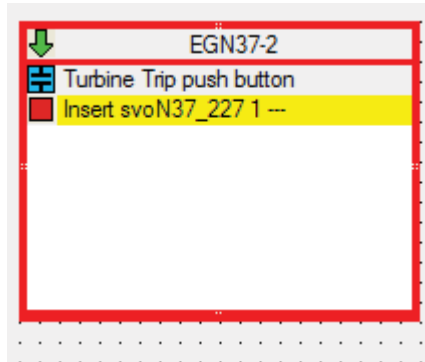 EGN37-2
Turbine Trip push button
Insert svoN37_227 1 ---